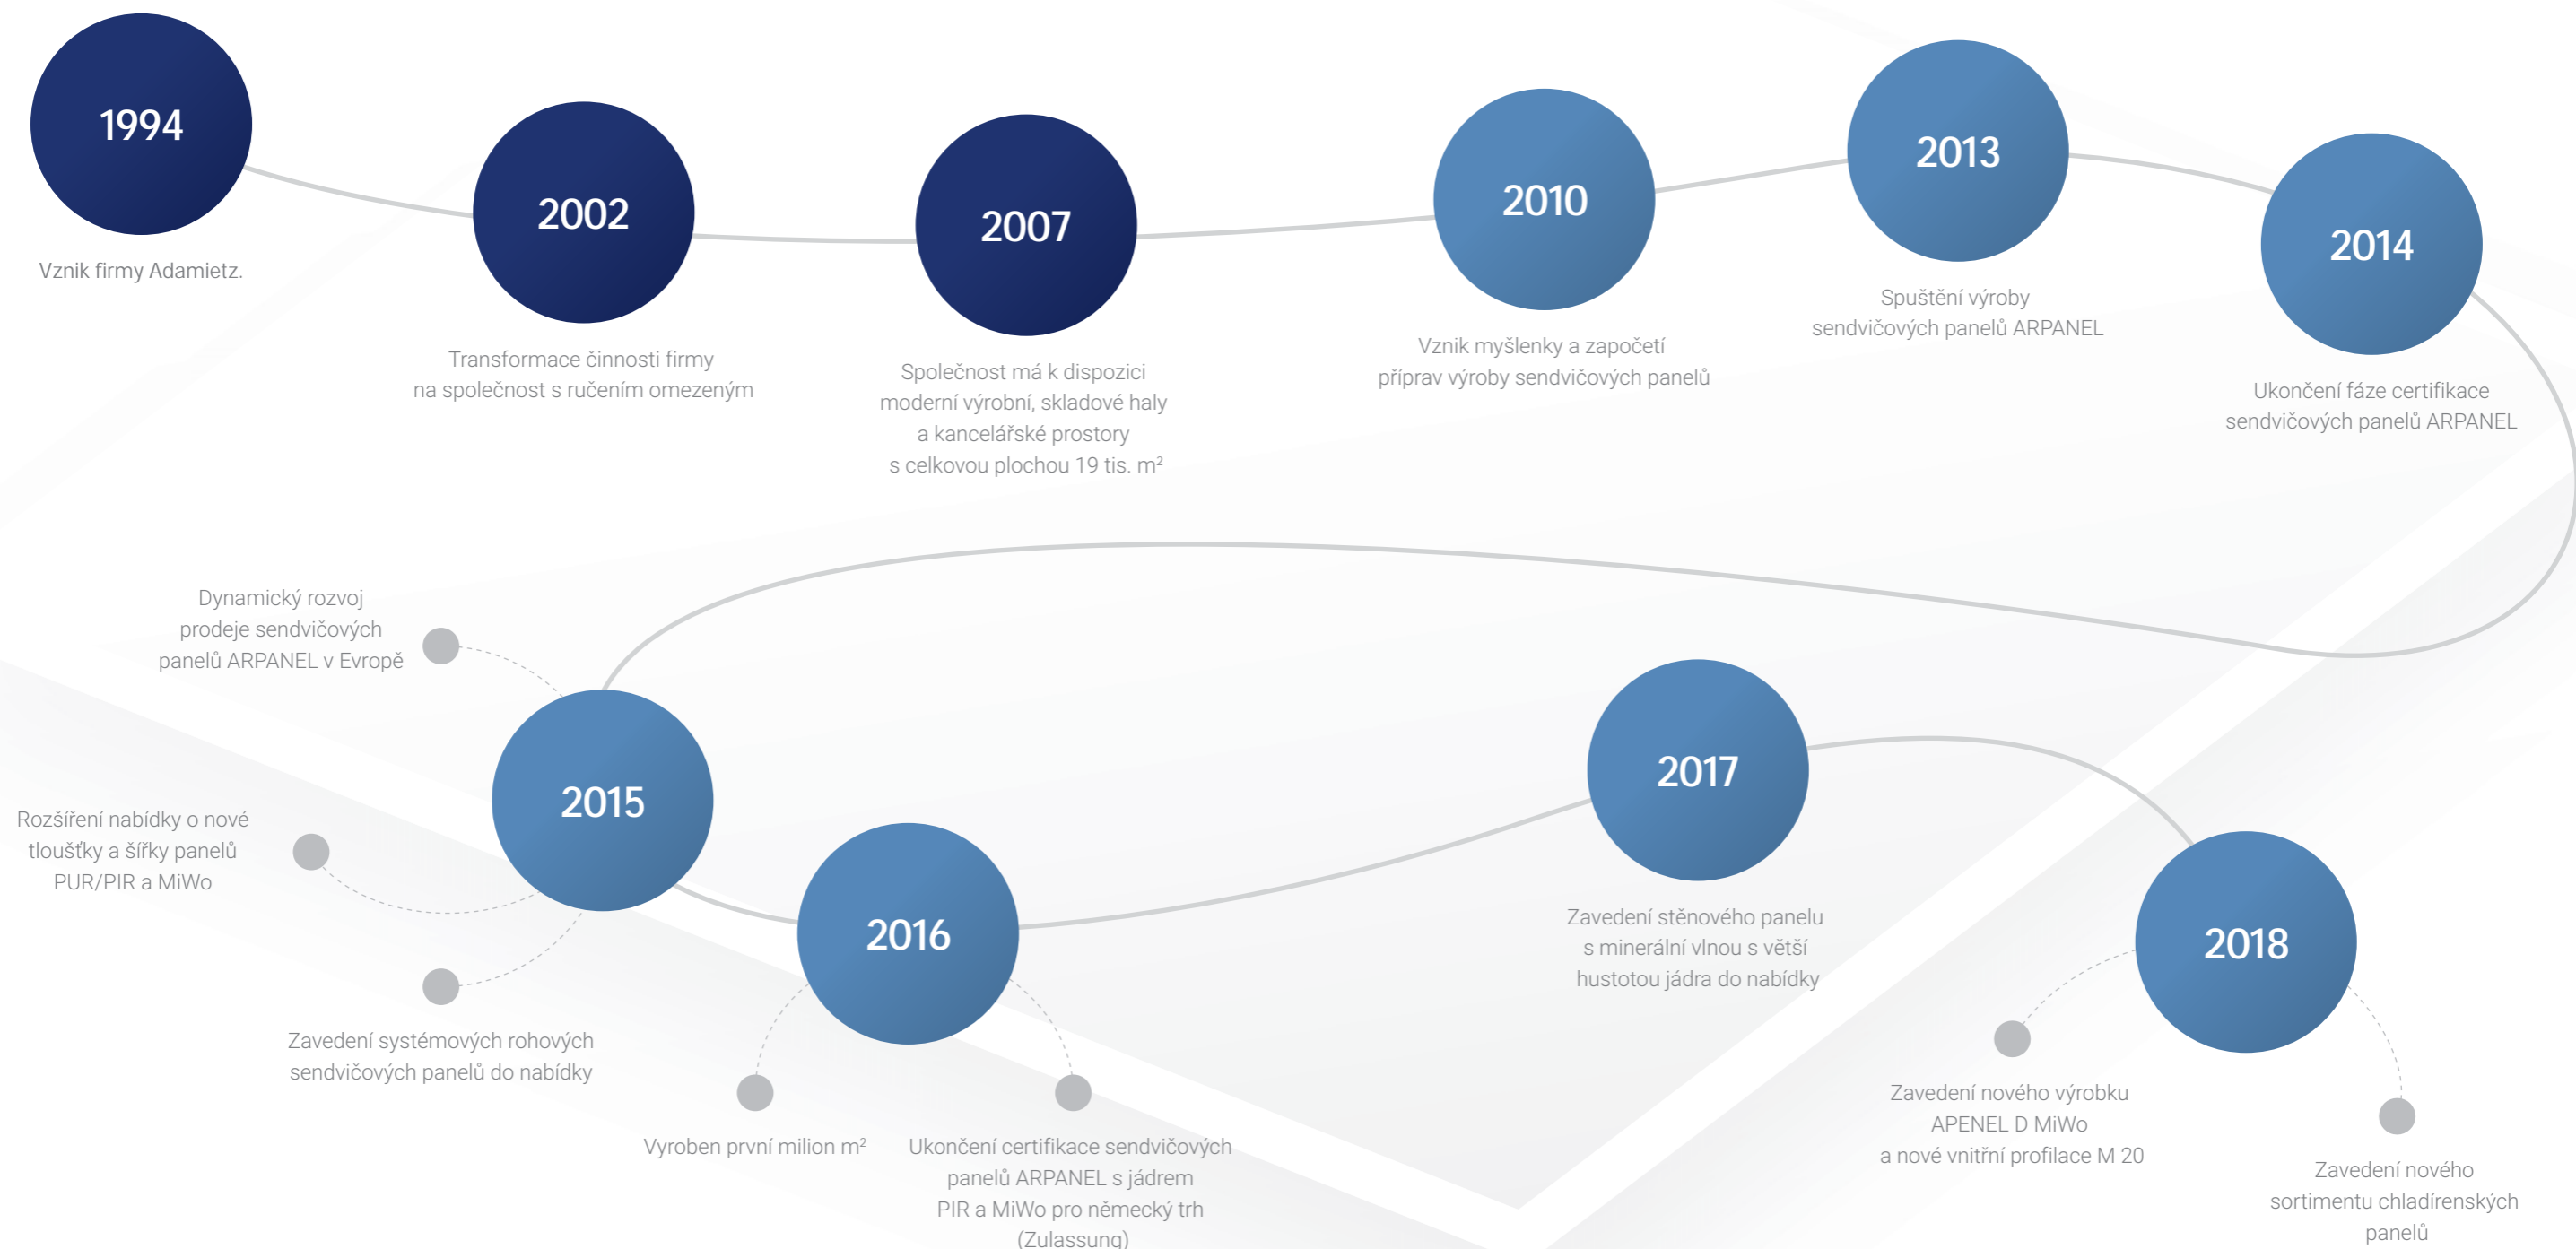 1994
Vznik firmy Adamietz.
2002
Transformace činnosti firmy
na společnost s ručením omezeným
2007
Společnost má k dispozici
moderní výrobní, skladové haly
a kancelářské prostory
s celkovou plochou 19 tis. m²
2010
Vznik myšlenky a započetí
příprav výroby sendvičových panelů
2013
Spuštění výroby
sendvičových panelů ARPANEL
2014
Ukončení fáze certifikace
sendvičových panelů ARPANEL
2015
Dynamický rozvoj
prodeje sendvičových
panelů ARPANEL v Evropě
Rozšíření nabídky o nové
tloušťky a šířky panelů
PUR/PIR a MiWo
Zavedení systémových rohových
sendvičových panelů do nabídky
2016
Vyroben první milion m²
Ukončení certifikace sendvičových
panelů ARPANEL s jádrem
PIR a MiWo pro německý trh
(Zulassung)
2017
Zavedení stěnového panelu
s minerální vlnou s větší
hustotou jádra do nabídky
2018
Zavedení nového výrobku
APENEL D MiWo
a nové vnitřní profilace M 20
Zavedení nového
sortimentu chladírenských
panelů